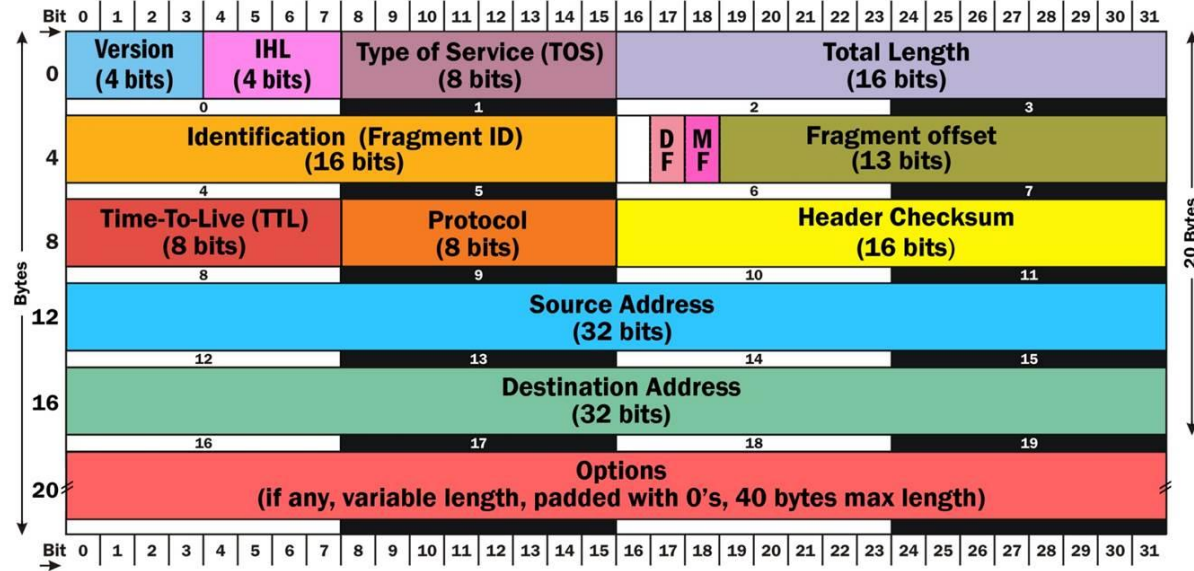 Bit 0 1 2 3 4 5 6 7 8 9 10 11 12 13 14 15 16 17 18 19 20 21 22 23 24 25 26 27 28 29 30 31
0
Version
(4 bits)
IHL
(4 bits)
Type of Service (TOS)
(8 bits)
Total Length
(16 bits)
0 1 2 3
4
Identification (Fragment ID)
(16 bits)
D
F
M
F
Fragment offset
(13 bits)
4 5 6 7
8
Time-To-Live (TTL)
(8 bits)
Protocol
(8 bits)
Header Checksum
(16 bits)
8 9 10 11
12
Source Address
(32 bits)
12 13 14 15
16
Destination Address
(32 bits)
16 17 18 19
20
Options
(if any, variable length, padded with 0's, 40 bytes max length)
Bit 0 1 2 3 4 5 6 7 8 9 10 11 12 13 14 15 16 17 18 19 20 21 22 23 24 25 26 27 28 29 30 31
Bytes
20 Bytes